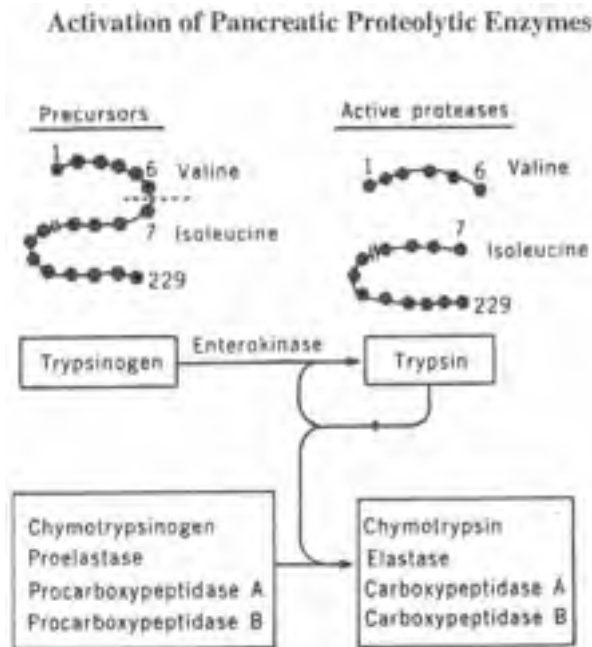 Activation of Pancreatic Proteolytic Enzymes
Precursors
Active proteases
1
6
Valine
7
Isoleucine
229
1
6
Valine
7
Isoleucine
229
Trypsinogen
Enterokinase
Trypsin
Chymotrypsinogen
Proelastase
Procarboxypeptidase A
Procarboxypeptidase B
Chymotrypsin
Elastase
Carboxypeptidase A
Carboxypeptidase B